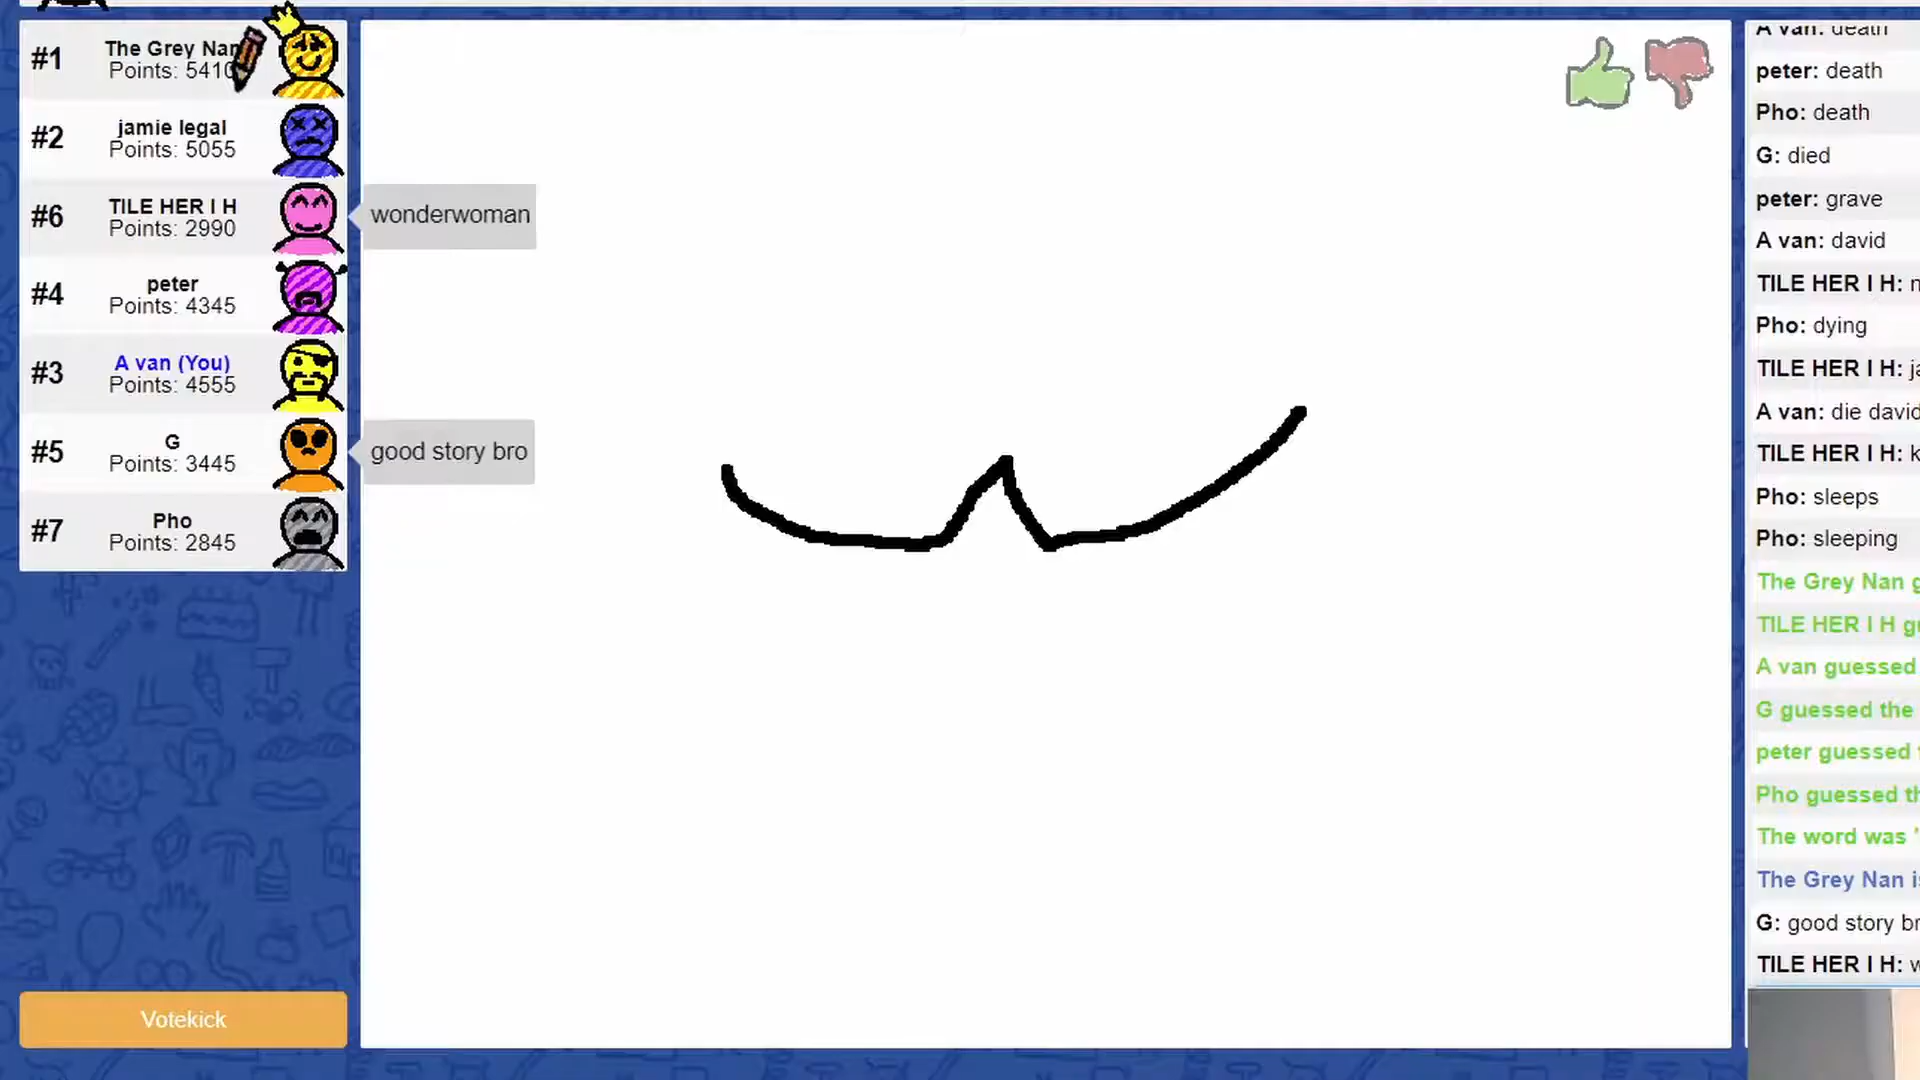 #1
The Grey Nan
Points: 5410
#2
jamie legal
Points: 5055
#6
TILE HER I H
Points: 2990
wonderwoman
#4
peter
Points: 4345
#3
A van (You)
Points: 4555
#5
G
Points: 3445
good story bro
#7
Pho
Points: 2845
Votekick
A van: death
peter: death
Pho: death
G: died
peter: grave
A van: david
TILE HER I H:
Pho: dying
TILE HER I H:
A van: die david
TILE HER I H:
Pho: sleeps
Pho: sleeping
The Grey Nan
TILE HER I H
A van guessed
G guessed the
peter guessed
Pho guessed
The word was '
The Grey Nan
G: good story
TILE HER I H: